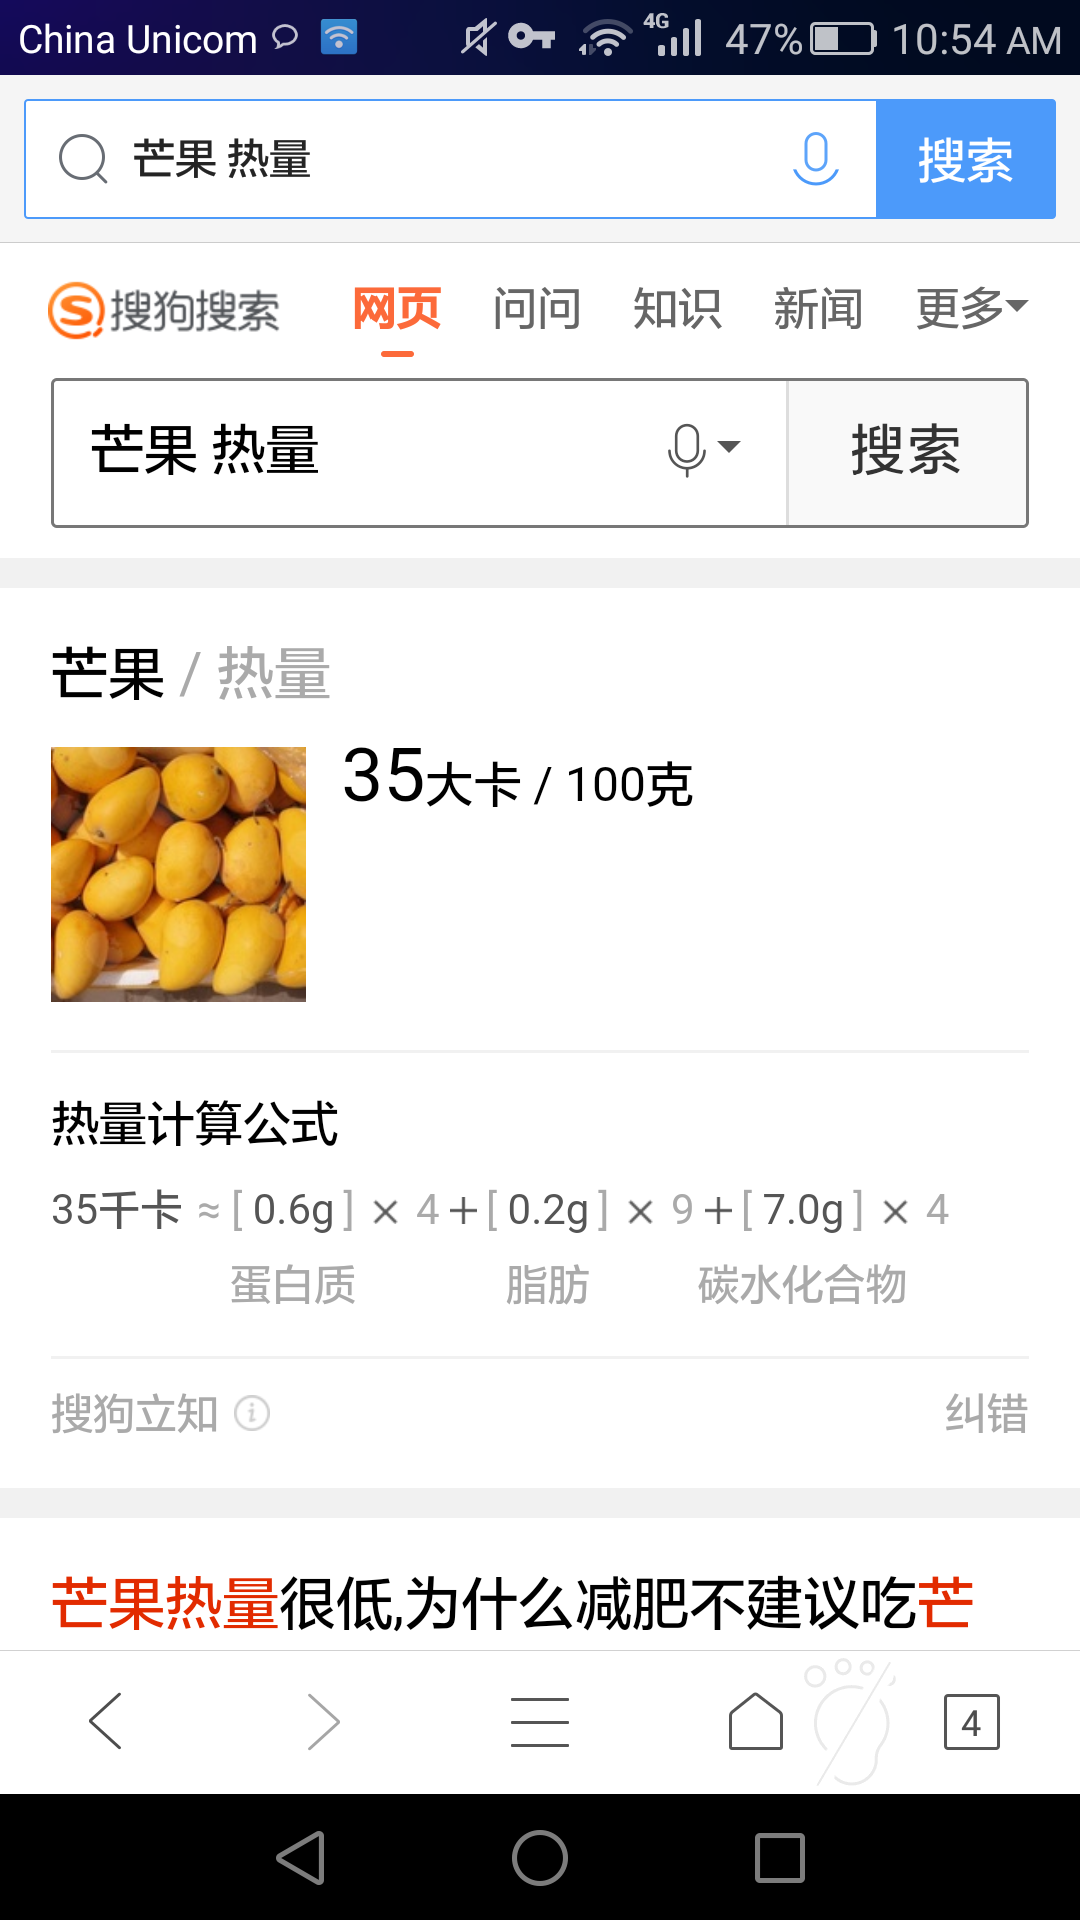 China Unicom 4G 47% 10:54 AM
芒果 热量 搜索
搜狗搜索 网页 问问 知识 新闻 更多
芒果 热量 搜索
芒果 / 热量
35大卡 / 100克
热量计算公式
35千卡 ≈ [ 0.6g ] × 4 + [ 0.2g ] × 9 + [ 7.0g ] × 4
蛋白质 脂肪 碳水化合物
搜狗立知 纠错
芒果热量很低,为什么减肥不建议吃芒
4